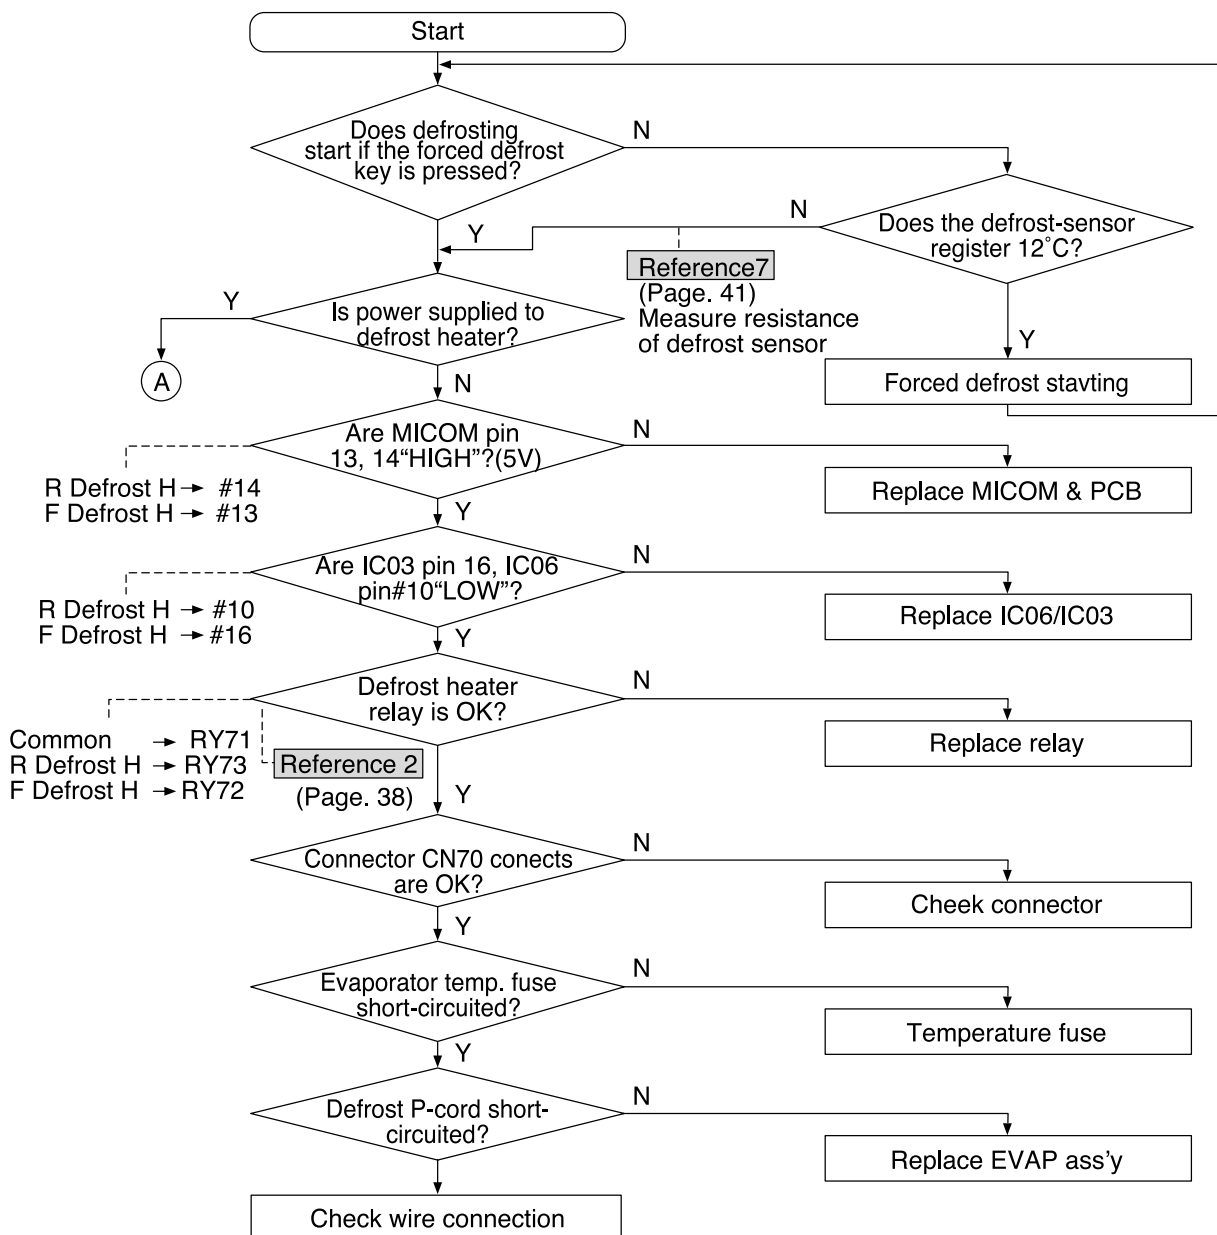 Start
Does defrosting
start if the forced defrost
key is pressed?
N
Y
Does the defrost-sensor
register 12˚C?
N
Y
Reference7
(Page. 41)
Measure resistance
of defrost sensor
Forced defrost stavting
Is power supplied to
defrost heater?
Y
A
N
Are MICOM pin
13, 14“HIGH”?(5V)
N
Replace MICOM & PCB
R Defrost H → #14
F Defrost H → #13
Y
Are IC03 pin 16, IC06
pin#10“LOW”?
N
Replace IC06/IC03
R Defrost H → #10
F Defrost H → #16
Y
Defrost heater
relay is OK?
N
Replace relay
Common → RY71
R Defrost H → RY73
F Defrost H → RY72
Reference 2
(Page. 38)
Y
Connector CN70 conects
are OK?
N
Cheek connector
Y
Evaporator temp. fuse
short-circuited?
N
Temperature fuse
Y
Defrost P-cord short-
circuited?
N
Replace EVAP ass’y
Check wire connection